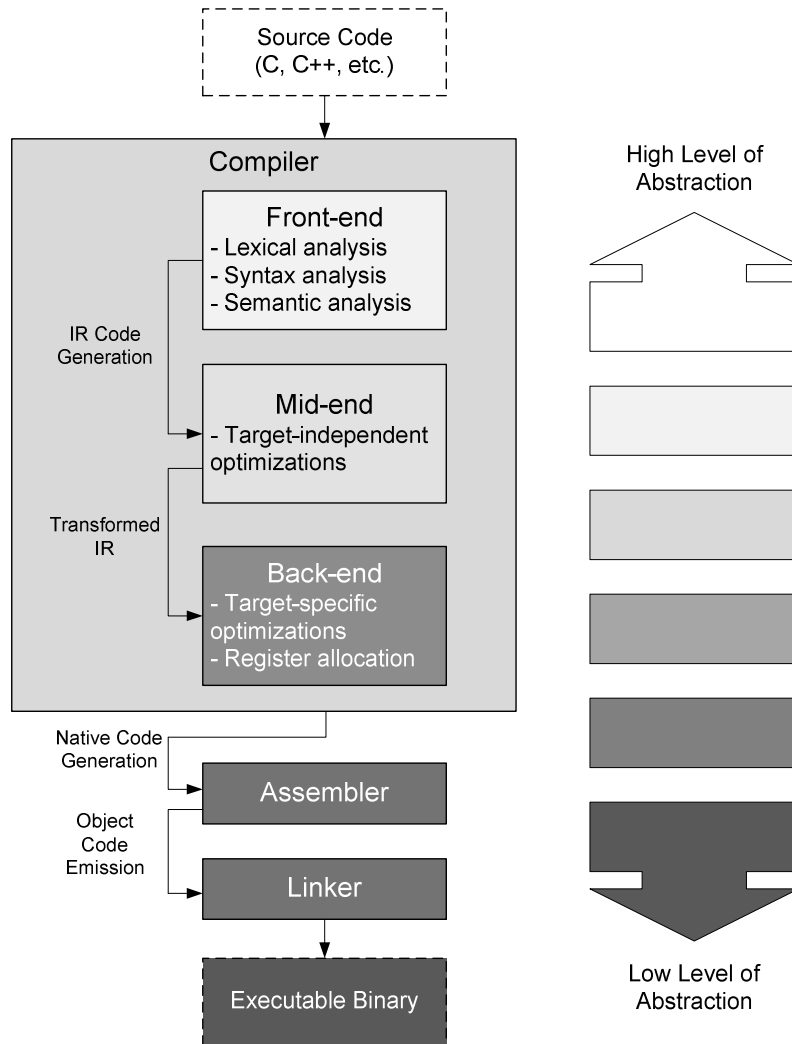 Source Code
(C, C++, etc.)
Compiler
Front-end
- Lexical analysis
- Syntax analysis
- Semantic analysis
IR Code
Generation
Mid-end
- Target-independent
optimizations
Transformed
IR
Back-end
- Target-specific
optimizations
- Register allocation
Native Code
Generation
Assembler
Object
Code
Emission
Linker
Executable Binary
High Level of
Abstraction
Low Level of
Abstraction